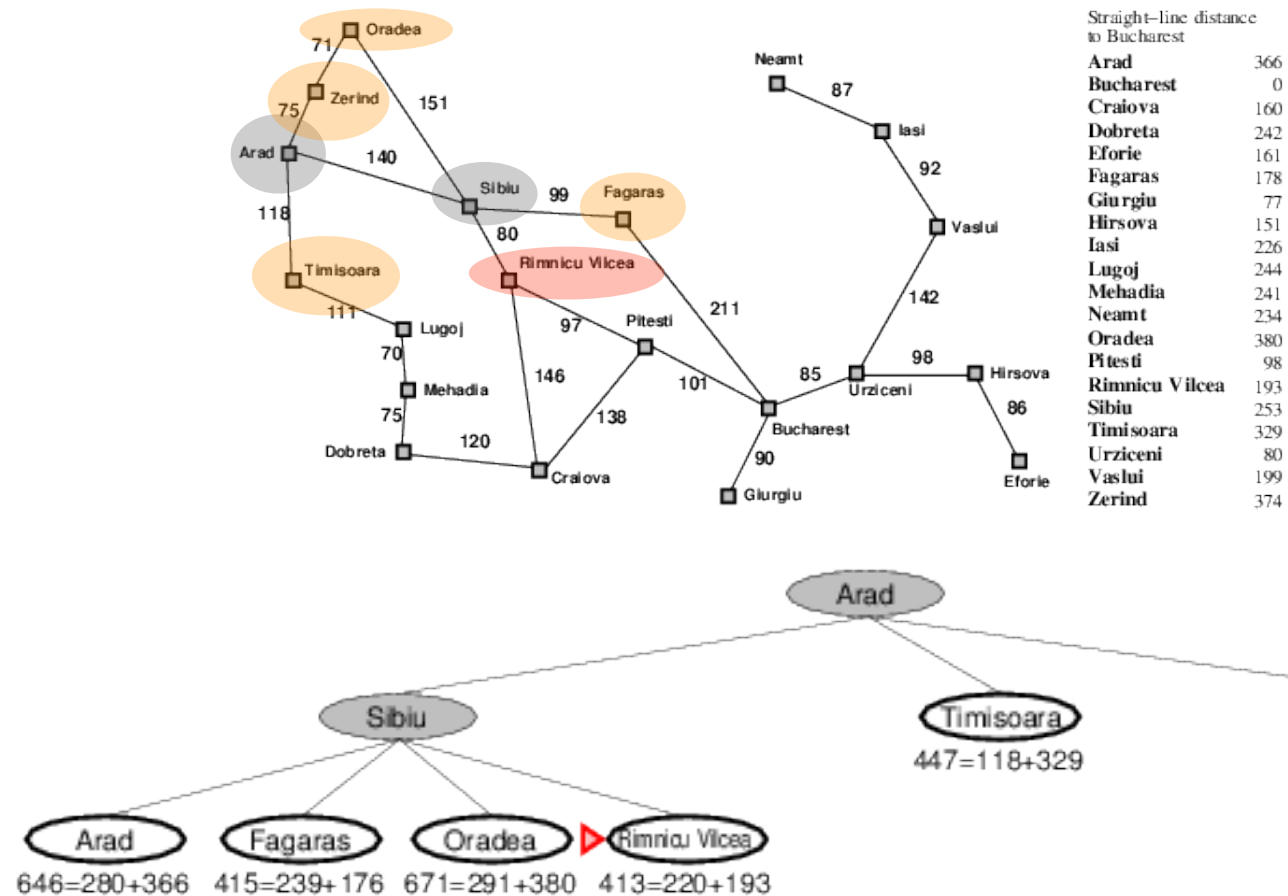 Oradea
71
Neamt
87
Zerind
151
75
Iasi
Arad
140
92
Sibiu
99
Fagaras
118
Vaslui
80
Timisoara
Rimnicu Vilcea
142
111
211
Lugoj
97
Pitesti
70
98
Hirsova
146
85
Mehadia
101
Urziceni
86
75
138
Bucharest
Dobreta
120
90
Craiova
Eforie
Giurgiu
Straight-line distance
to Bucharest
Arad 366
Bucharest 0
Craiova 160
Dobreta 242
Eforie 161
Fagaras 178
Giurgiu 77
Hirsova 151
Iasi 226
Lugoj 244
Mehadia 241
Neamt 234
Oradea 380
Pitesti 98
Rimnicu Vilcea 193
Sibiu 253
Timisoara 329
Urziceni 80
Vaslui 199
Zerind 374
Arad
Sibiu
Timisoara
447=118+329
Arad Fagaras Oradea Rimnicu Vilcea
646=280+366 415=239+176 671=291+380 413=220+193